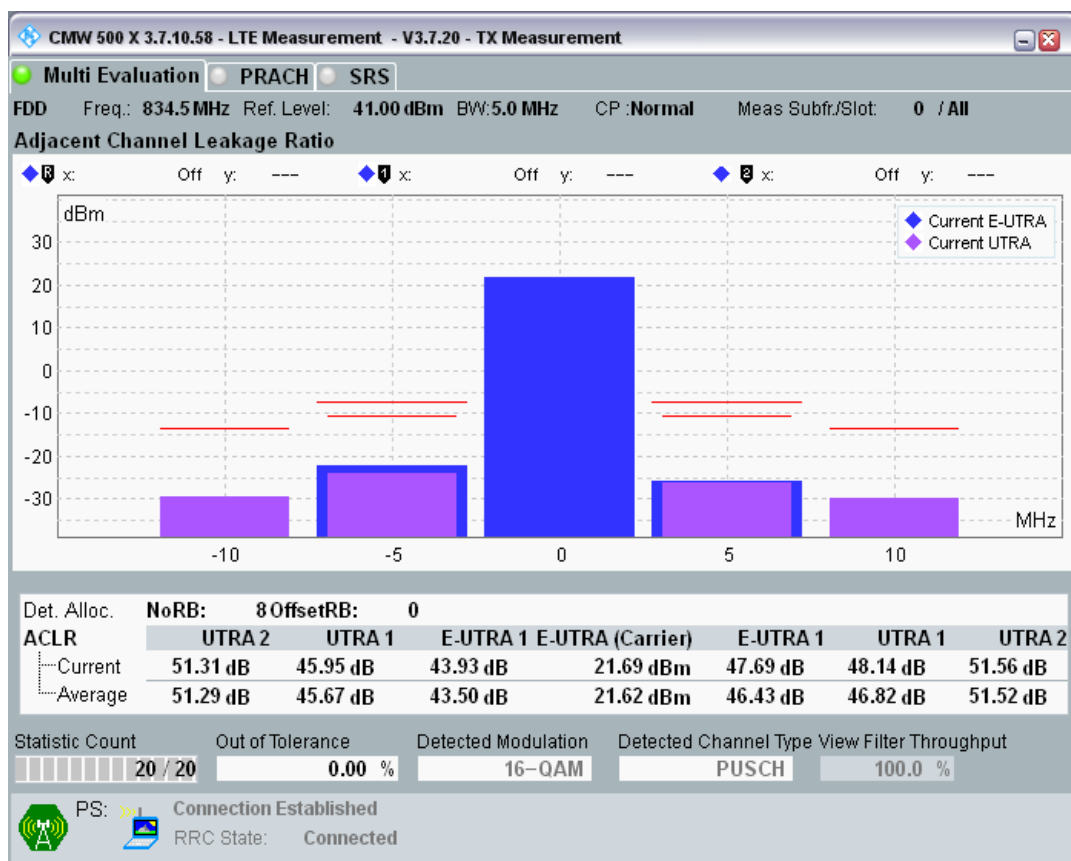 CMW 500 X 3.7.10.58 - LTE Measurement - V3.7.20 - TX Measurement
Multi Evaluation PRACH SRS
FDD Freq.: 834.5 MHz Ref. Level: 41.00 dBm BW:5.0 MHz CP :Normal Meas Subfr./Slot: 0 / All
Adjacent Channel Leakage Ratio
R x: Off y: --- 1 x: Off y: --- 2 x: Off y: ---
dBm
Current E-UTRA
Current UTRA
30
20
10
0
-10
-20
-30
MHz
-10 -5 0 5 10
Det. Alloc. NoRB: 8 OffsetRB: 0
ACLR UTRA 2 UTRA 1 E-UTRA 1 E-UTRA (Carrier) E-UTRA 1 UTRA 1 UTRA 2
Current 51.31 dB 45.95 dB 43.93 dB 21.69 dBm 47.69 dB 48.14 dB 51.56 dB
Average 51.29 dB 45.67 dB 43.50 dB 21.62 dBm 46.43 dB 46.82 dB 51.52 dB
Statistic Count Out of Tolerance Detected Modulation Detected Channel Type View Filter Throughput
20 / 20 0.00 % 16-QAM PUSCH 100.0 %
PS: Connection Established
RRC State: Connected